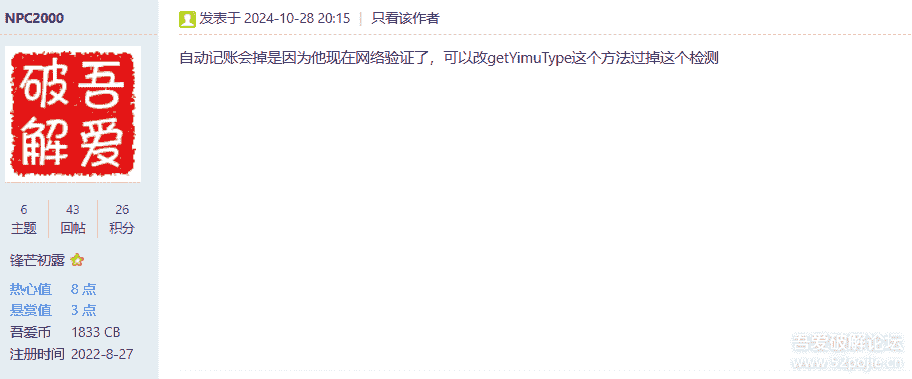 NPC2000
发表于 2024-10-28 20:15 | 只看该作者
自动记账会掉是因为他现在网络验证了，可以改getYimuType这个方法过掉这个检测
破吾
解爱
6 43 26
主题 回帖 积分
锋芒初露
热心值 8 点
悬赏值 3 点
吾爱币 1833 CB
注册时间 2022-8-27
吾爱破解论坛
www.52pojie.cn